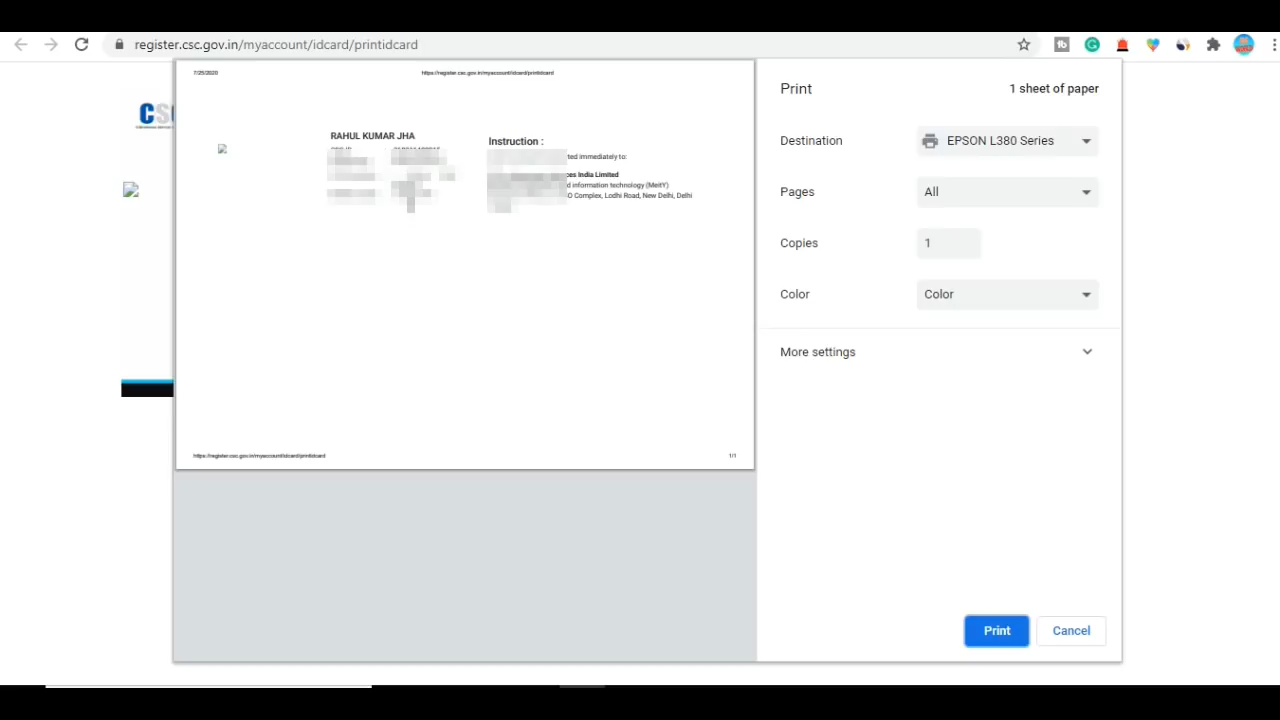 register.csc.gov.in/myaccount/idcard/printidcard
7/25/2020
https://register.csc.gov.in/myaccount/idcard/printidcard
Print
1 sheet of paper
CSC
RAHUL KUMAR JHA
Instruction :
ted immediately to:
ces India Limited
d information technology (MeitY)
O Complex, Lodhi Road, New Delhi, Delhi
Destination
EPSON L380 Series
Pages
All
Copies
1
Color
Color
More settings
https://register.csc.gov.in/myaccount/idcard/printidcard
1/1
Print
Cancel